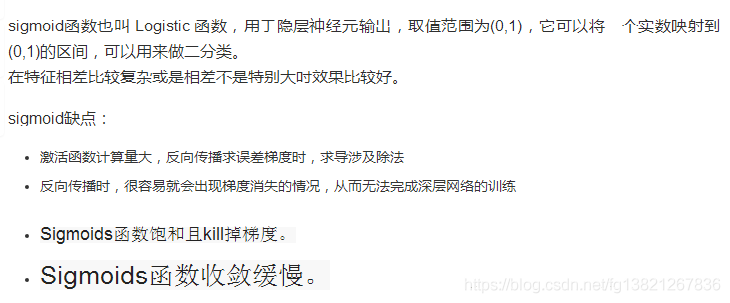 sigmoid函数也叫 Logistic 函数，用于隐层神经元输出，取值范围为(0,1)，它可以将 个实数映射到
(0,1)的区间，可以用来做二分类。
在特征相差比较复杂或是相差不是特别大时效果比较好。
sigmoid缺点：
• 激活函数计算量大，反向传播求误差梯度时，求导涉及除法
• 反向传播时，很容易就会出现梯度消失的情况，从而无法完成深层网络的训练
• Sigmoids函数饱和且kill掉梯度。
• Sigmoids函数收敛缓慢。
https://blog.csdn.net/fg13821267836